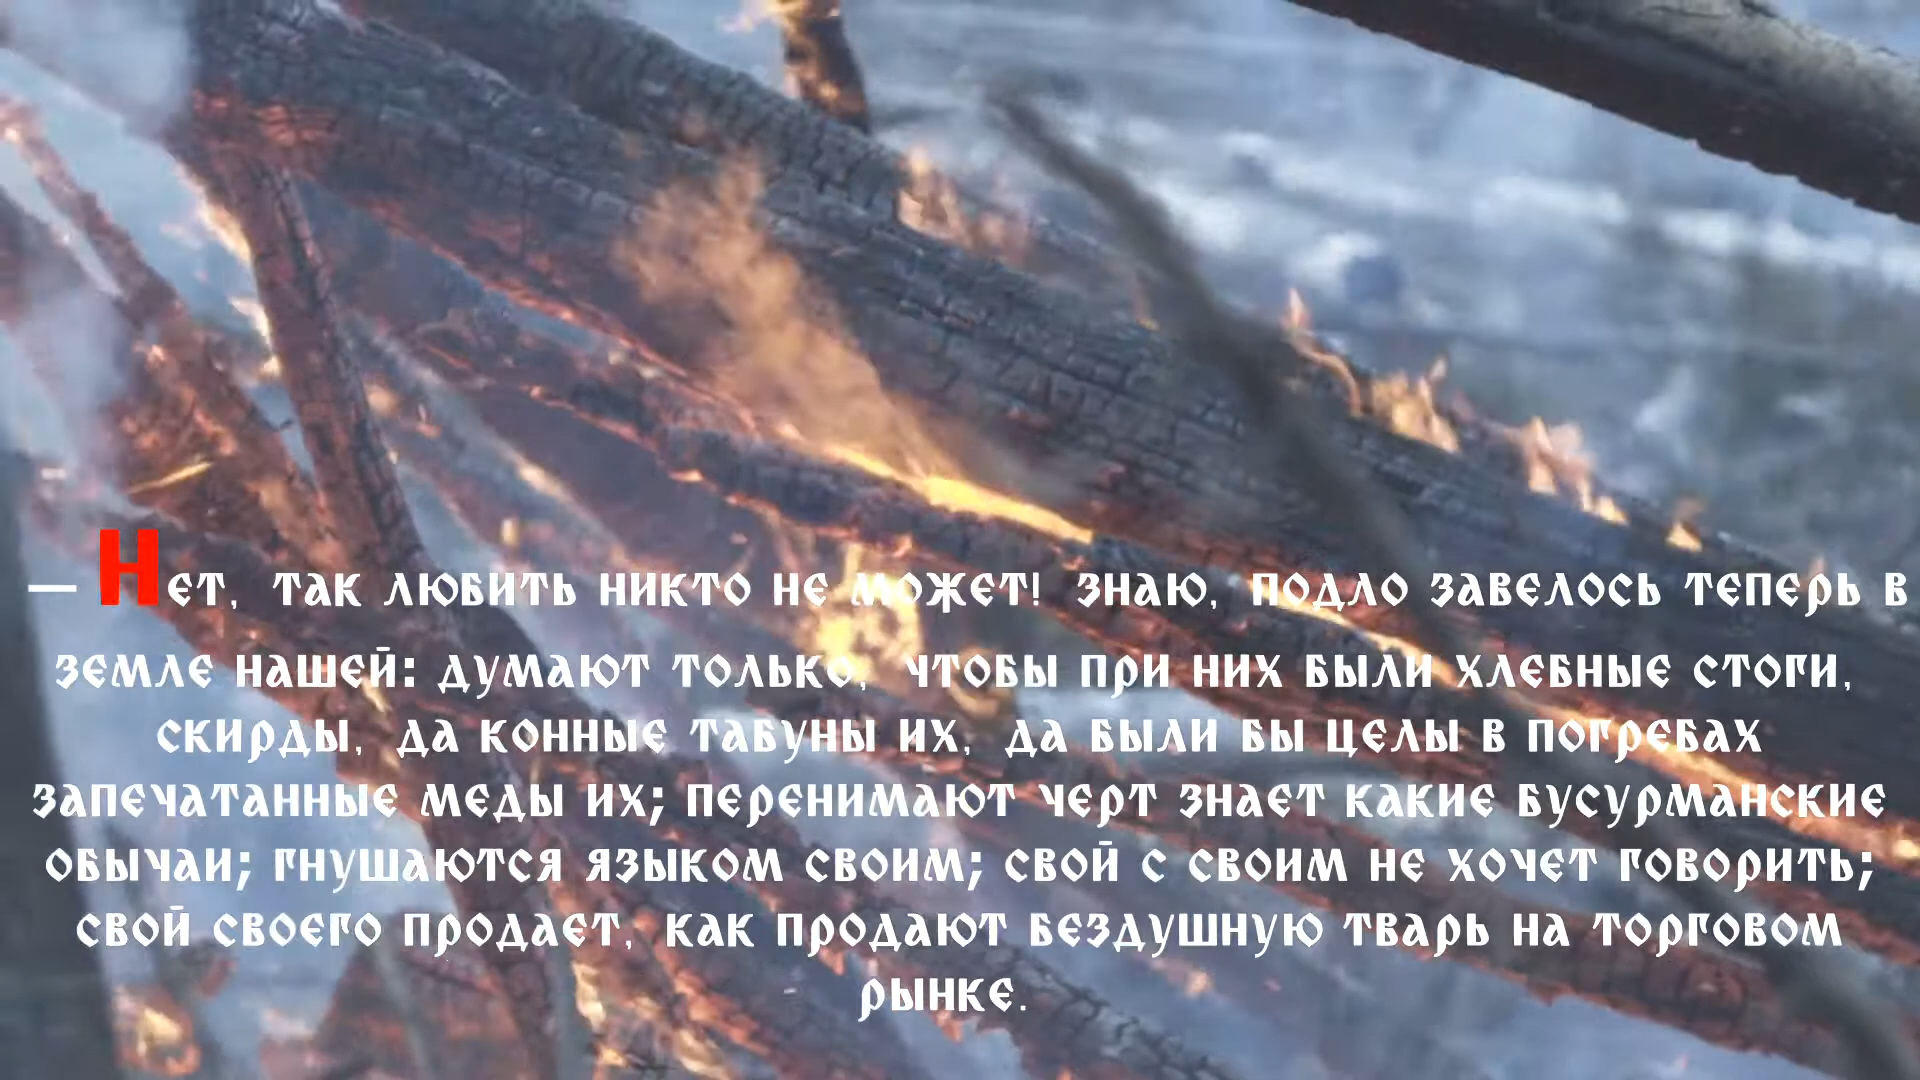 — Нет, так любить никто не может! Знаю, подло завелось теперь в
земле нашей: думают только, чтобы при них были хлебные стоги,
скирды, да конные табуны их, да были бы целы в погребах
запечатанные меды их; перенимают черт знает какие бусурманские
обычаи; гнушаются языком своим; свой с своим не хочет говорить;
свой своего продает, как продают бездушную тварь на торговом
рынке.